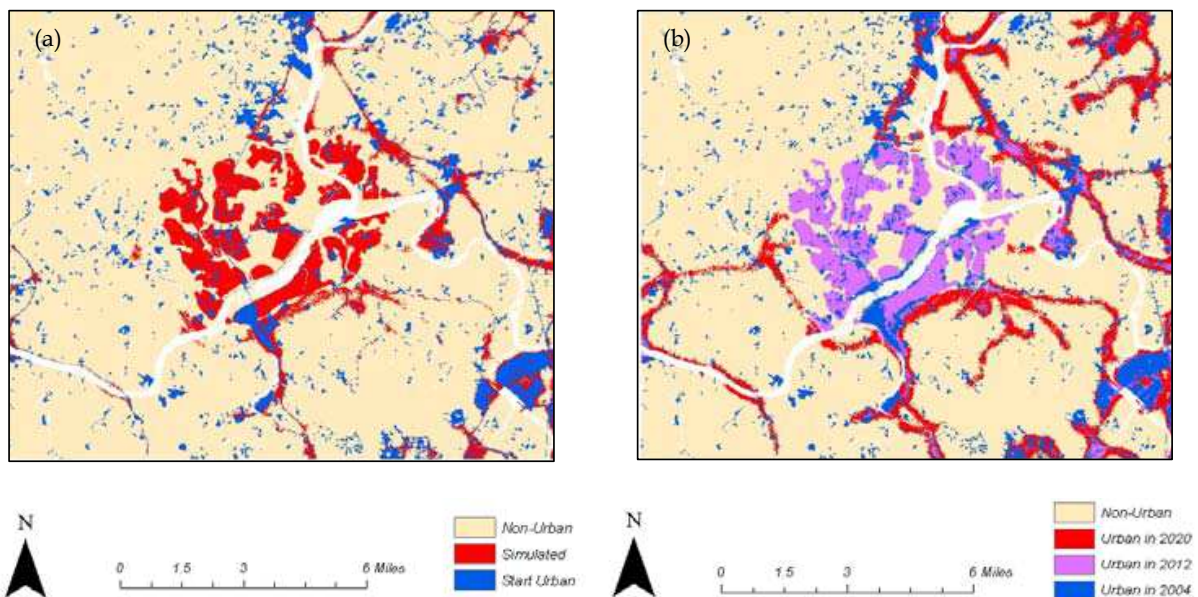 (a)
(b)
N
0 1.5 3 6 Miles
Non-Urban
Simulated
Start Urban
N
0 1.5 3 6 Miles
Non-Urban
Urban in 2020
Urban in 2012
Urban in 2004